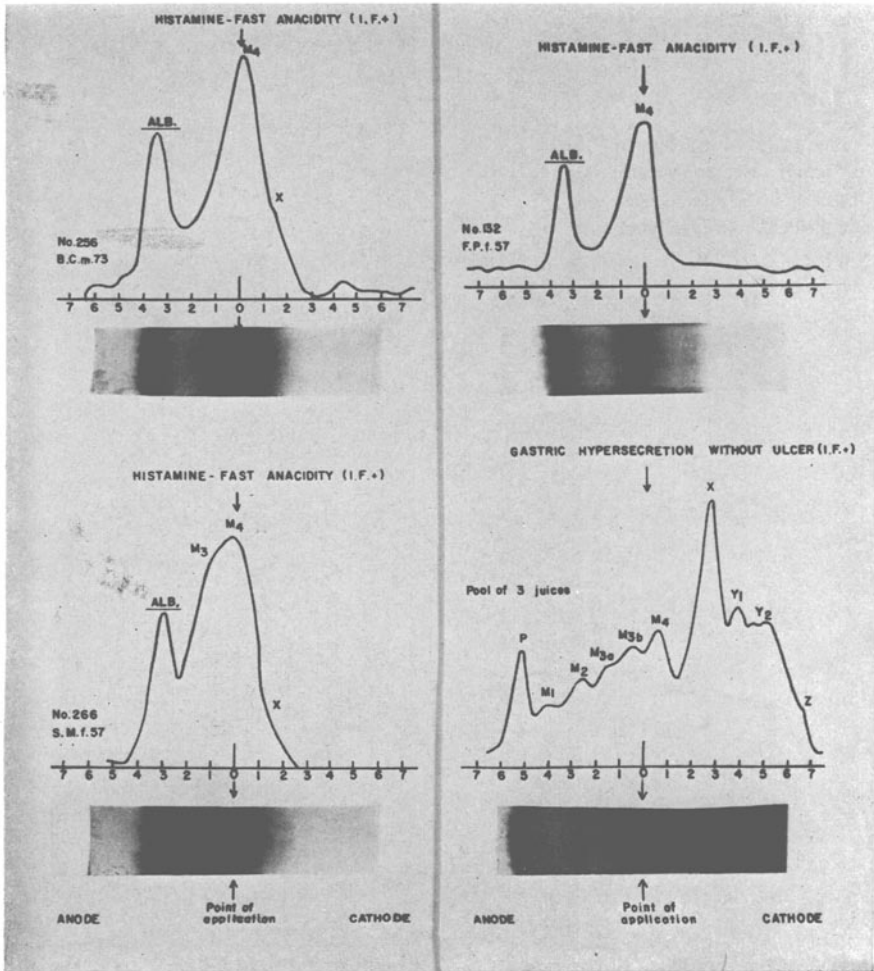 HISTAMINE-FAST ANACIDITY (I.F.+)
M4
ALB.
X
No.256
B.C.m.73
7 6 5 4 3 2 1 0 1 2 3 4 5 6 7
HISTAMINE-FAST ANACIDITY (I.F.+)
M4
ALB.
No.132
F.P.f.57
7 6 5 4 3 2 1 0 1 2 3 4 5 6 7
HISTAMINE-FAST ANACIDITY (I.F.+)
M4
M3
ALB.
X
No.266
S.M.f.57
7 6 5 4 3 2 1 0 1 2 3 4 5 6 7
ANODE
Point of
application
CATHODE
GASTRIC HYPERSECRETION WITHOUT ULCER (I.F.+)
X
Pool of 3 juices
P
M1
M2
M3a
M3b
M4
Y1
Y2
Z
7 6 5 4 3 2 1 0 1 2 3 4 5 6 7
ANODE
Point of
application
CATHODE